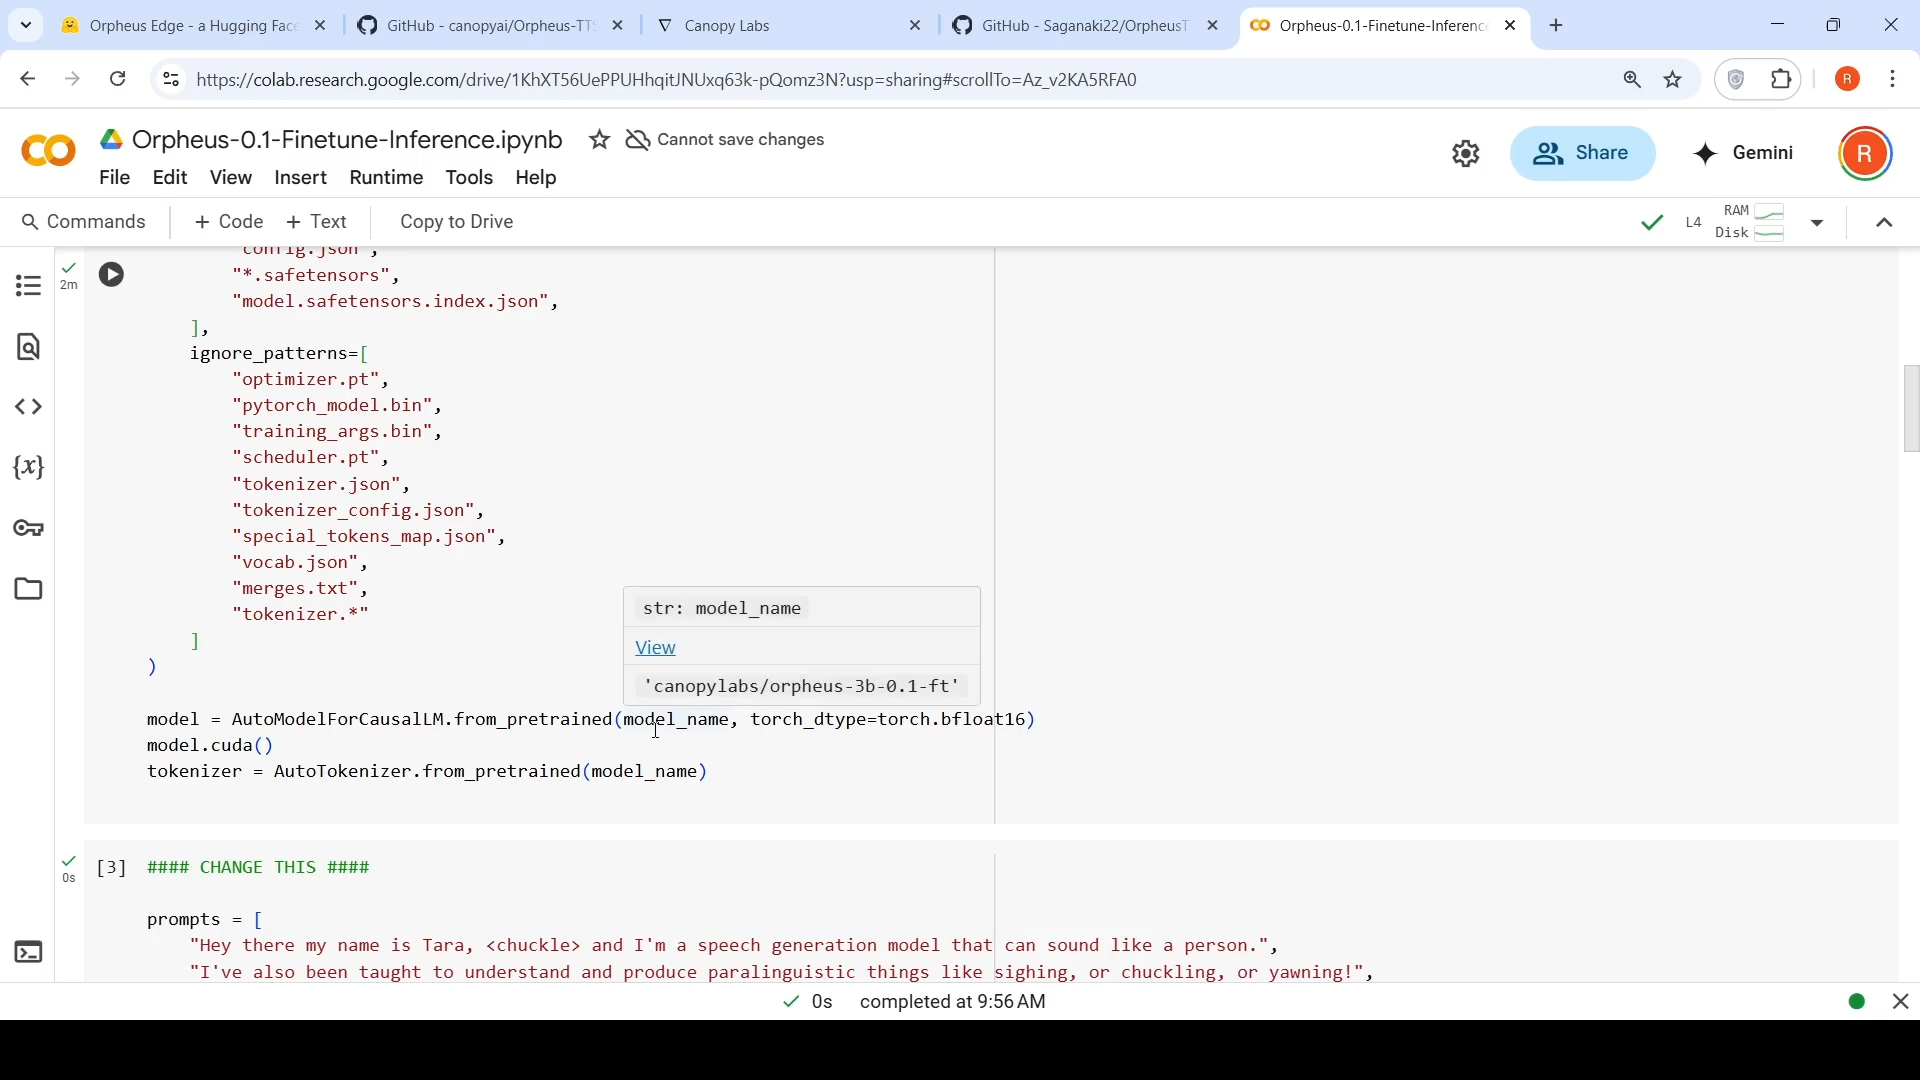 Orpheus Edge - a Hugging Fac
GitHub - canopyai/Orpheus-TTS
Canopy Labs
GitHub - Saganaki22/OrpheusT
Orpheus-0.1-Finetune-Inference
https://colab.research.google.com/drive/1KhXT56UePPUHhqitJNUxq63k-pQomz3N?usp=sharing#scrollTo=Az_v2KA5RFA0
R
Orpheus-0.1-Finetune-Inference.ipynb
Cannot save changes
Share
Gemini
R
File Edit View Insert Runtime Tools Help
Commands
+ Code + Text
Copy to Drive
L4
RAM
Disk
"config.json",
2m
"*.safetensors",
"model.safetensors.index.json",
],
ignore_patterns=[
"optimizer.pt",
"pytorch_model.bin",
"training_args.bin",
"scheduler.pt",
"tokenizer.json",
"tokenizer_config.json",
"special_tokens_map.json",
"vocab.json",
"merges.txt",
"tokenizer.*"
]
)
str: model_name
View
'canopylabs/orpheus-3b-0.1-ft'
model = AutoModelForCausalLM.from_pretrained(model_name, torch_dtype=torch.bfloat16)
model.cuda()
tokenizer = AutoTokenizer.from_pretrained(model_name)
0s
[3] #### CHANGE THIS ####
prompts = [
"Hey there my name is Tara, <chuckle> and I'm a speech generation model that can sound like a person.",
"I've also been taught to understand and produce paralinguistic things like sighing, or chuckling, or yawning!",
0s completed at 9:56 AM